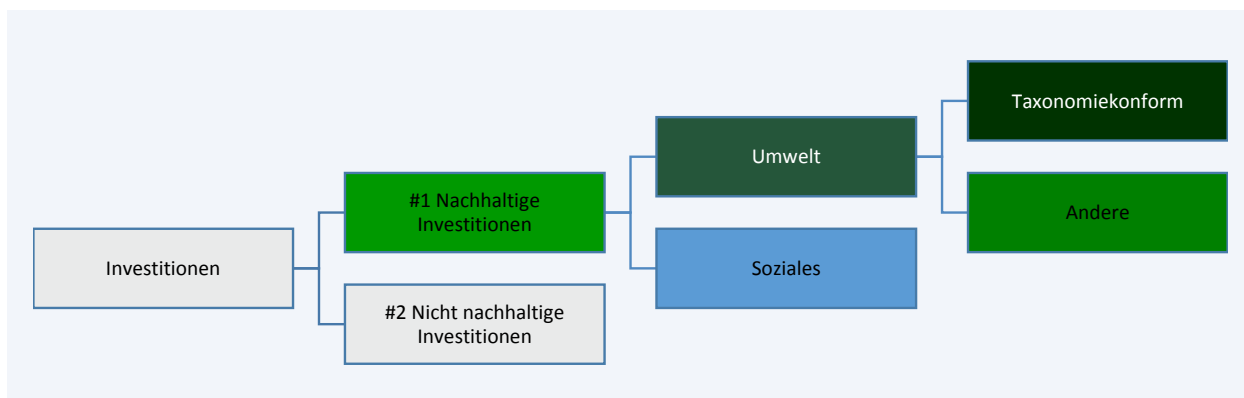 Investitionen
#1 Nachhaltige
Investitionen
#2 Nicht nachhaltige
Investitionen
Umwelt
Soziales
Taxonomiekonform
Andere